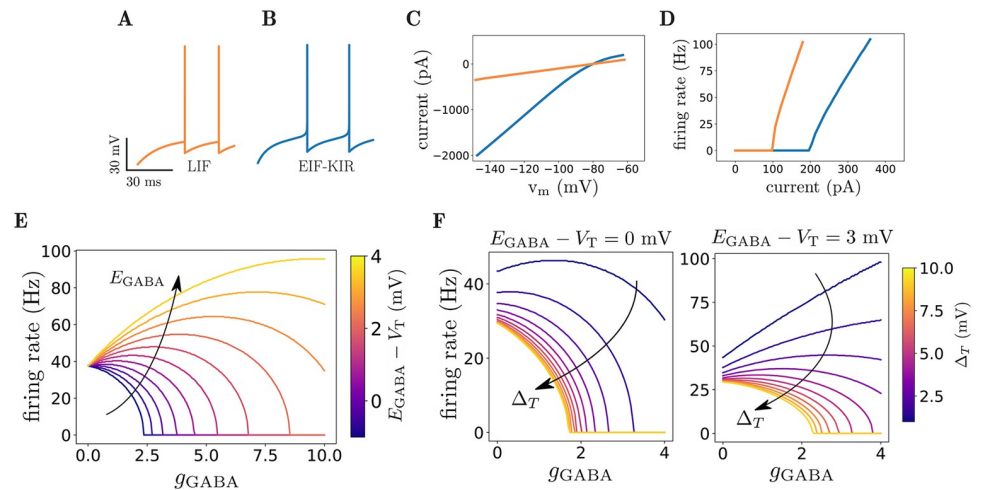 A
B
C
D
30 mV
30 ms
LIF
EIF-KIR
current (pA)
0
−1000
−2000
−140 −120 −100 −80 −60
v_m (mV)
firing rate (Hz)
100
75
50
25
0
0 100 200 300 400
current (pA)
E
firing rate (Hz)
100
80
60
40
20
0
E_GABA
0.0 2.5 5.0 7.5 10.0
g_GABA
4
2
0
E_GABA − V_T (mV)
F
E_GABA − V_T = 0 mV
firing rate (Hz)
40
20
0
Δ_T
0 2 4
g_GABA
E_GABA − V_T = 3 mV
100
75
50
25
0
Δ_T
0 2 4
g_GABA
10.0
7.5
5.0
2.5
Δ_T (mV)